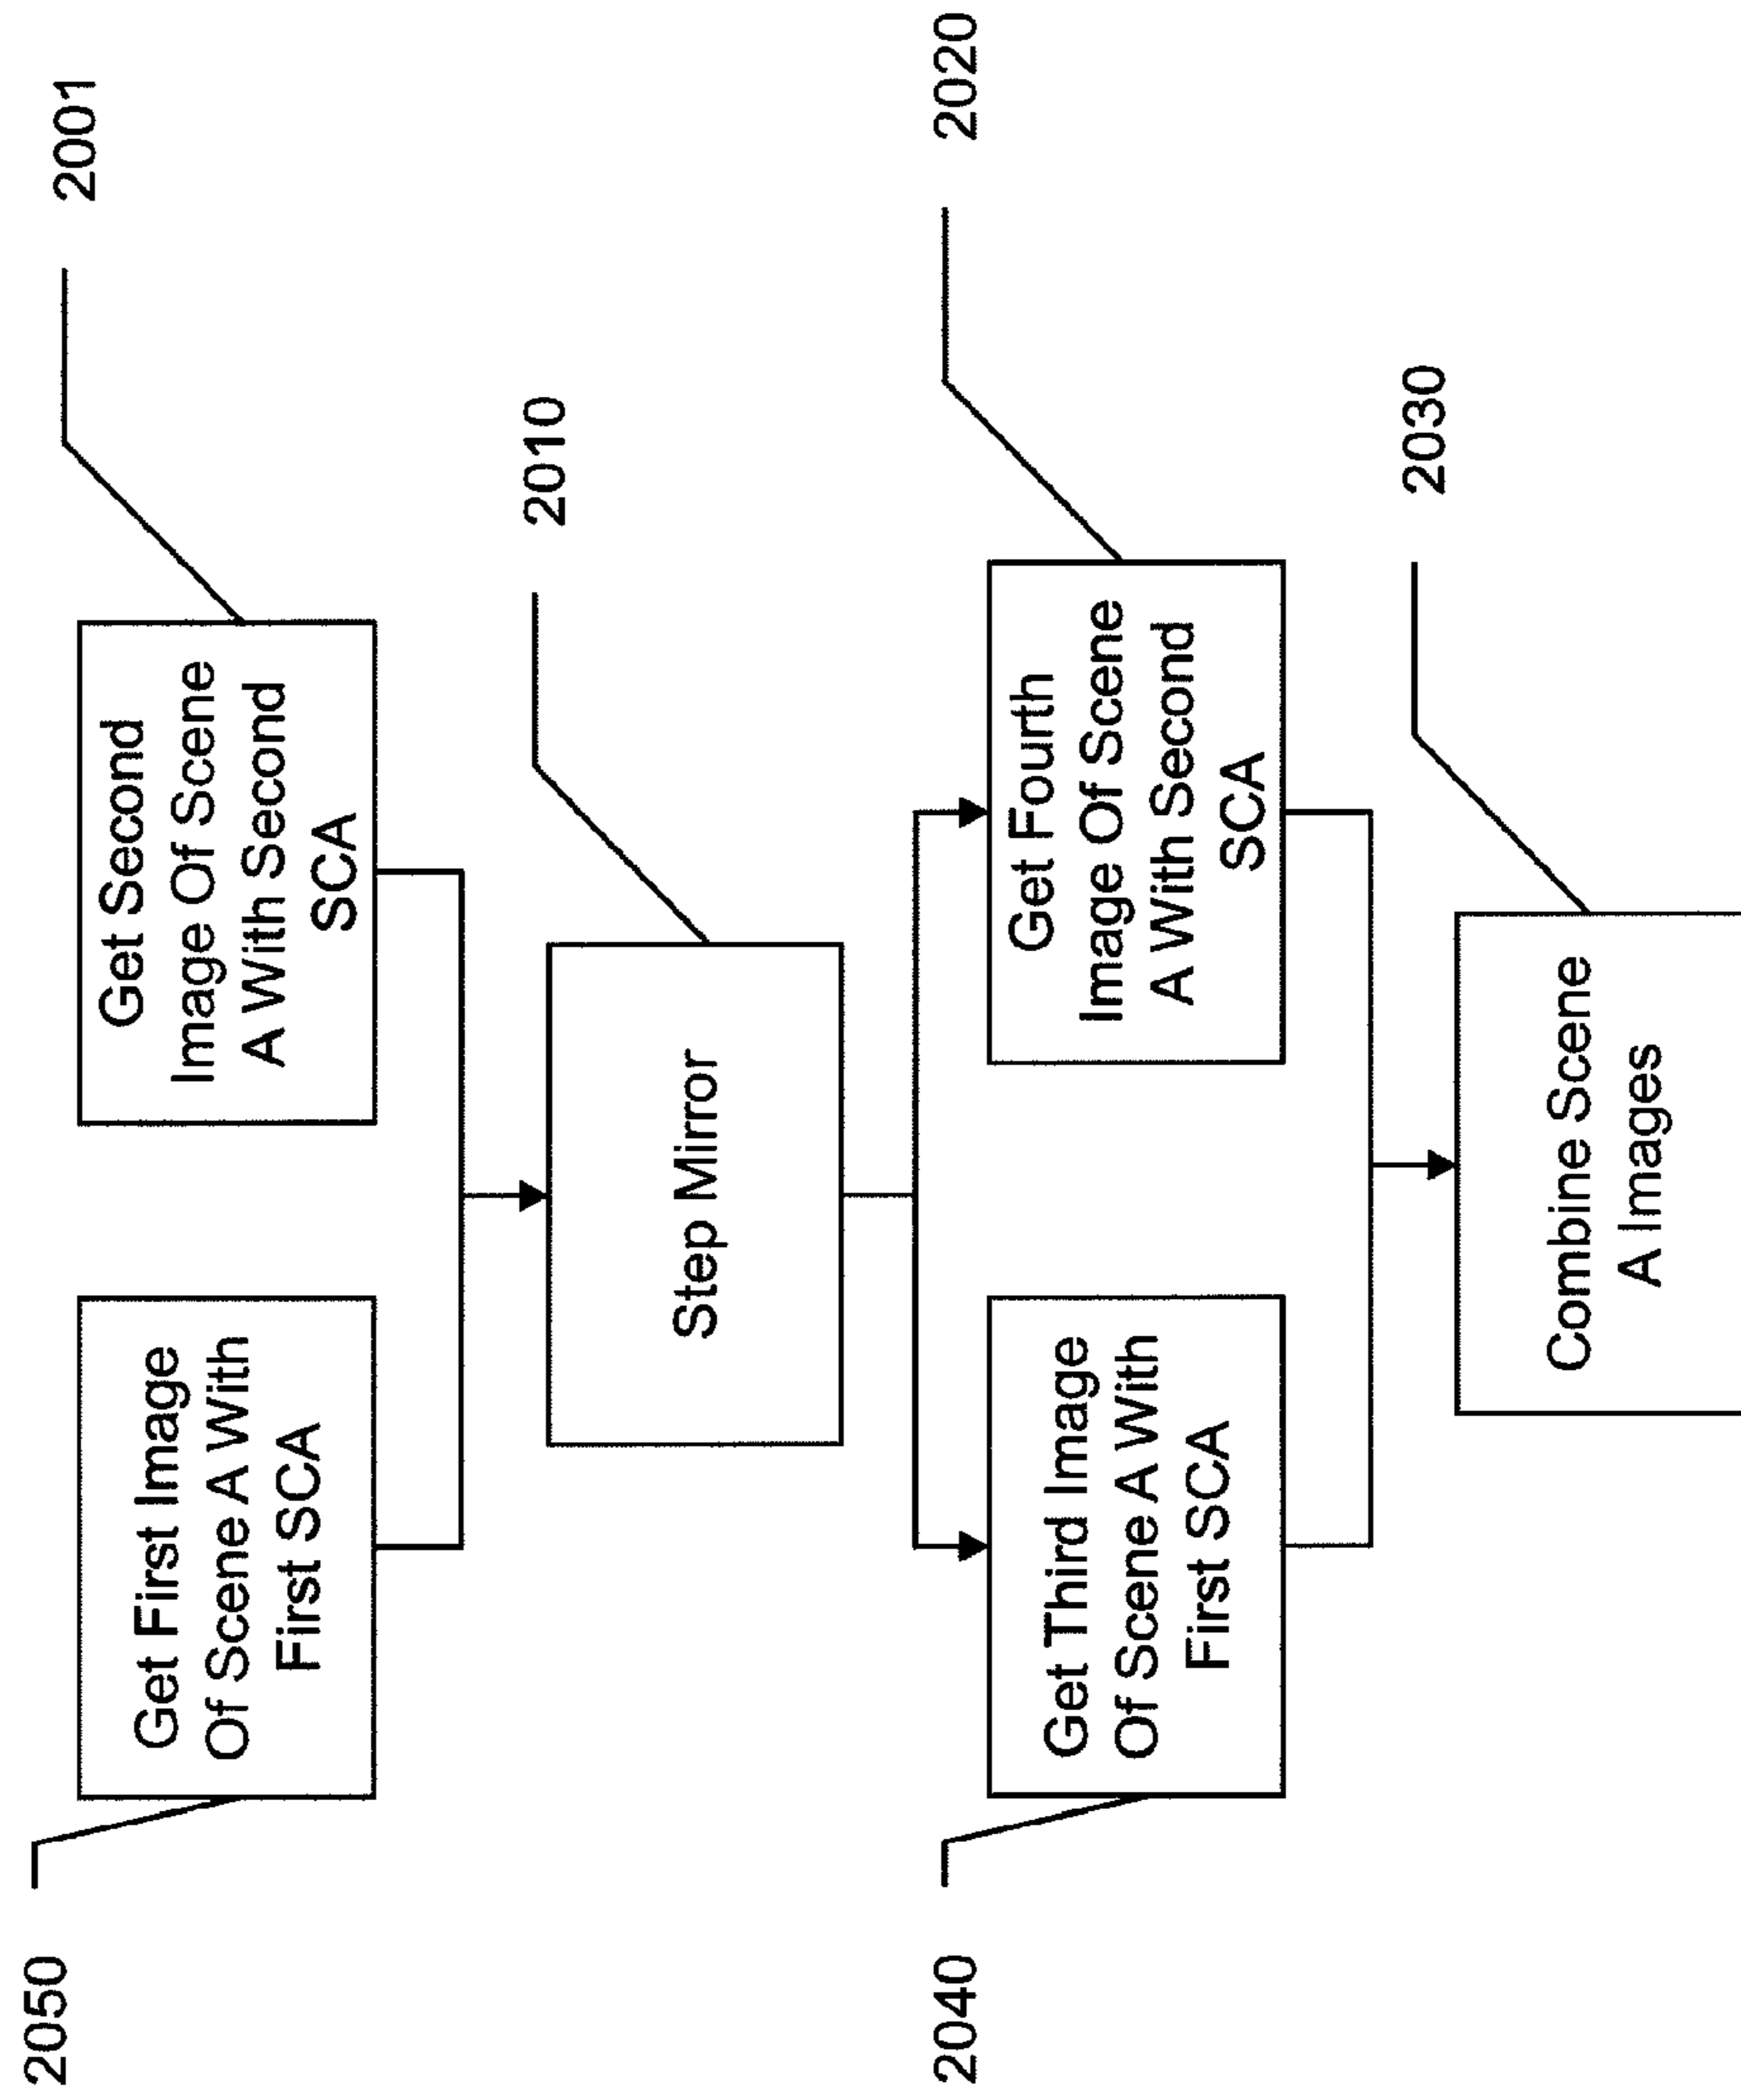 2050
Get First Image
Of Scene A With
First SCA
Get Second
Image Of Scene
A With Second
SCA
2001
Step Mirror
2010
2040
Get Third Image
Of Scene A With
First SCA
Get Fourth
Image Of Scene
A With Second
SCA
2020
Combine Scene
A Images
2030